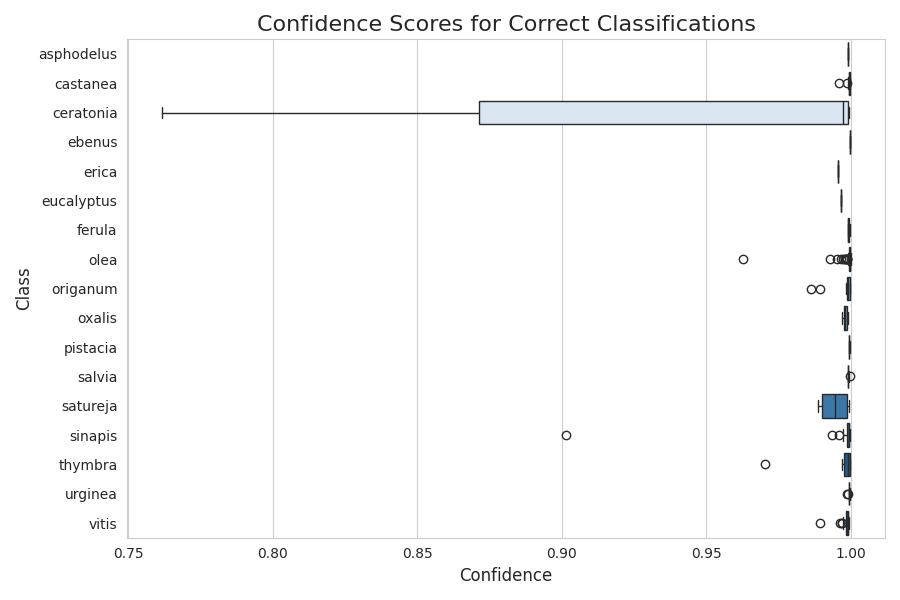 Confidence Scores for Correct Classifications
asphodelus
castanea
ceratonia
ebenus
erica
eucalyptus
ferula
olea
origanum
oxalis
pistacia
salvia
satureja
sinapis
thymbra
urginea
vitis
Class
0.75 0.80 0.85 0.90 0.95 1.00
Confidence